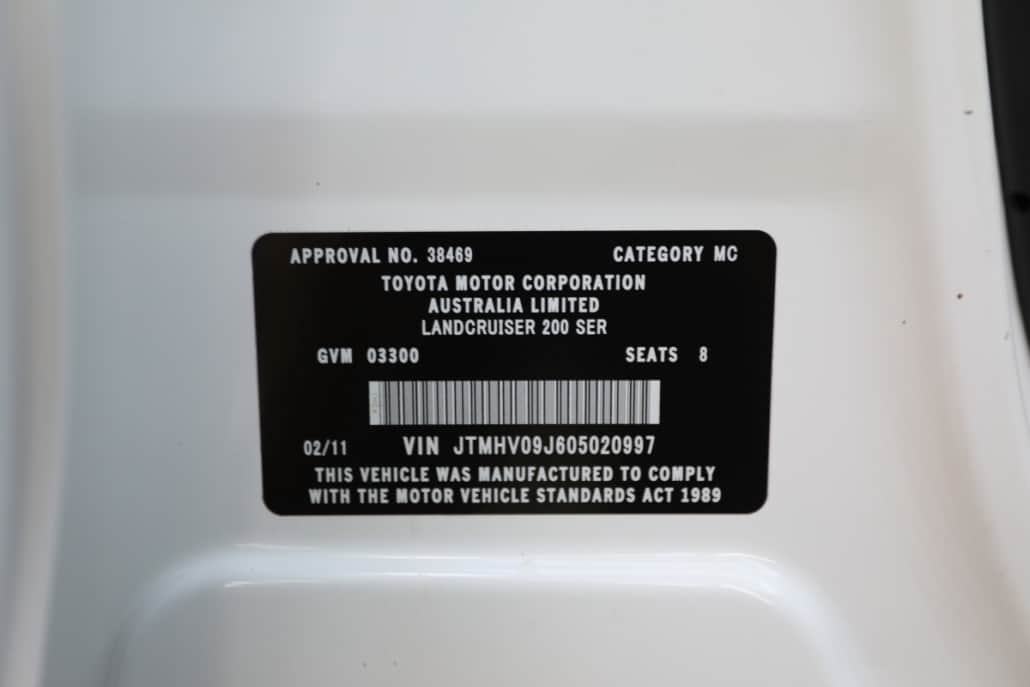 APPROVAL NO. 38469 CATEGORY MC
TOYOTA MOTOR CORPORATION
AUSTRALIA LIMITED
LANDCRUISER 200 SER
GVM 03300 SEATS 8
02/11 VIN JTMHV09J605020997
THIS VEHICLE WAS MANUFACTURED TO COMPLY
WITH THE MOTOR VEHICLE STANDARDS ACT 1989